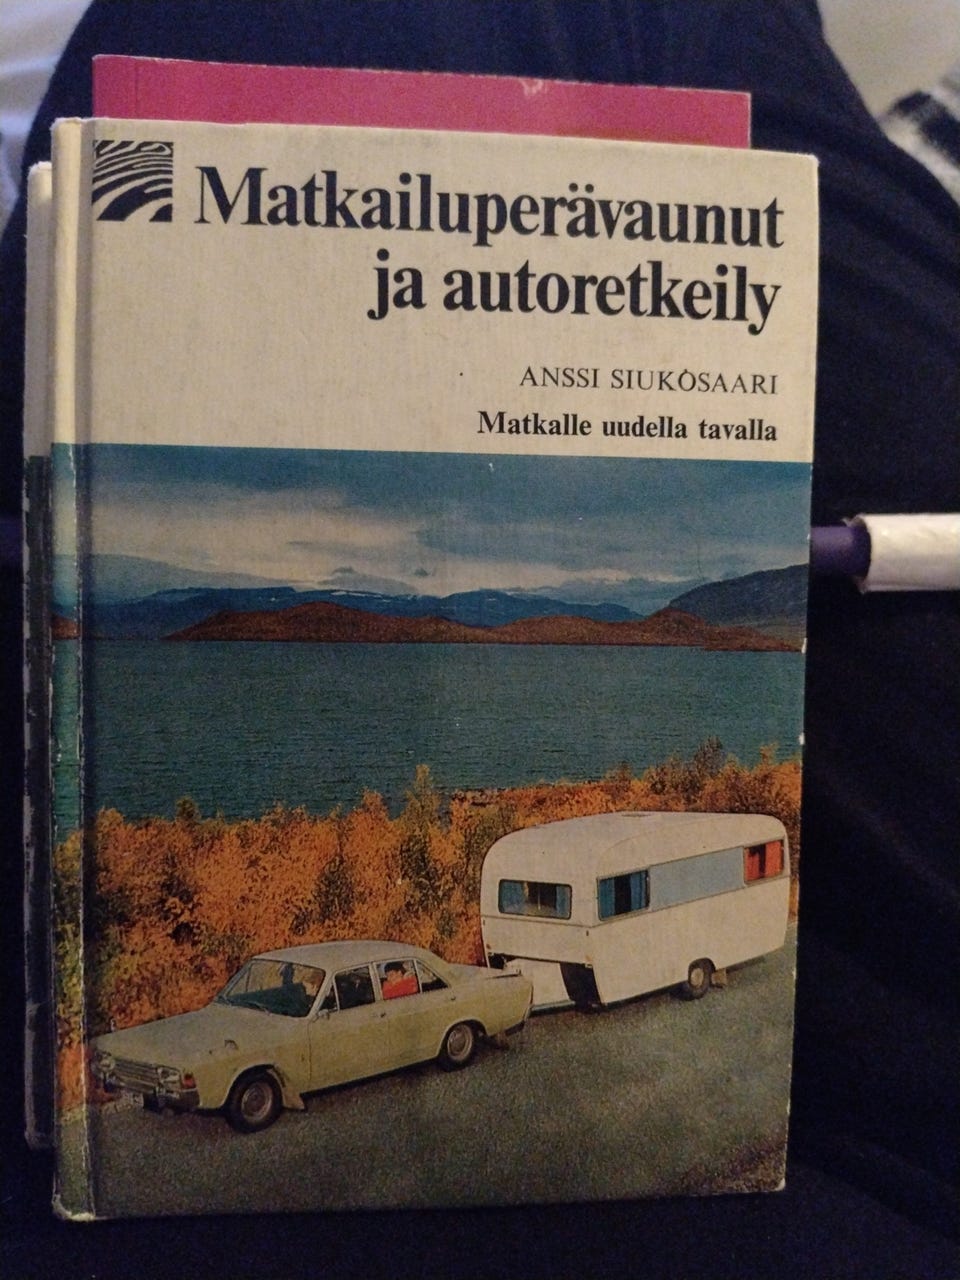 Matkailuperävaunut
ja autoretkeily
ANSSI SIUKOSAARI
Matkalle uudella tavalla